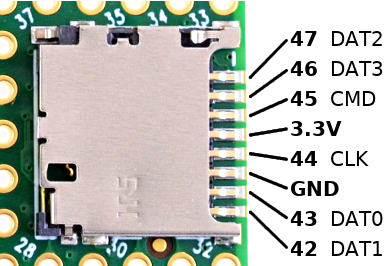 37 35 34 33
47 DAT2
46 DAT3
45 CMD
3.3V
44 CLK
GND
43 DAT0
42 DAT1
28 30 32